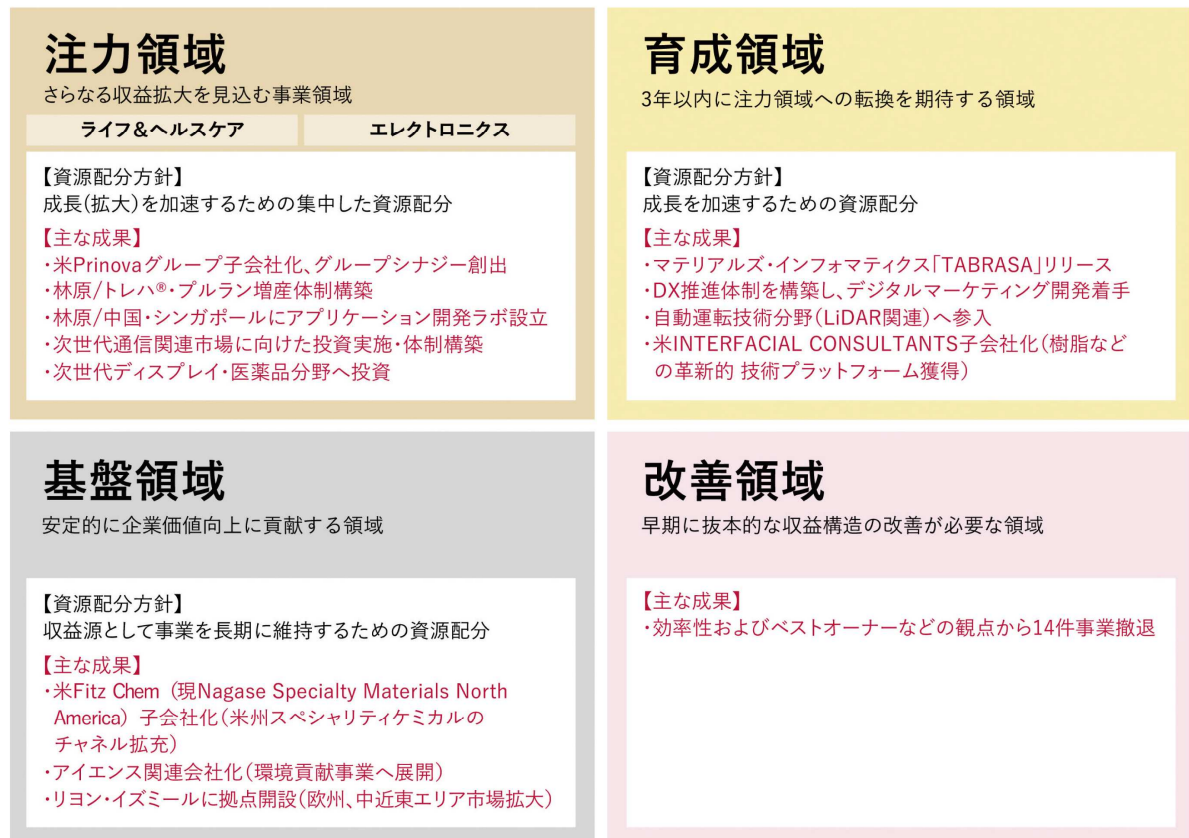 注力領域
さらなる収益拡大を見込む事業領域
ライフ&ヘルスケア
エレクトロニクス
【資源配分方針】
成長(拡大)を加速するための集中した資源配分
【主な成果】
・米Prinovaグループ子会社化、グループシナジー創出
・林原/トレハ®・プルラン増産体制構築
・林原/中国・シンガポールにアプリケーション開発ラボ設立
・次世代通信関連市場に向けた投資実施・体制構築
・次世代ディスプレイ・医薬品分野へ投資
育成領域
3年以内に注力領域への転換を期待する領域
【資源配分方針】
成長を加速するための資源配分
【主な成果】
・マテリアルズ・インフォマティクス「TABRASA」リリース
・DX推進体制を構築し、デジタルマーケティング開発着手
・自動運転技術分野(LiDAR関連)へ参入
・米INTERFACIAL CONSULTANTS子会社化(樹脂など
の革新的 技術プラットフォーム獲得)
基盤領域
安定的に企業価値向上に貢献する領域
【資源配分方針】
収益源として事業を長期に維持するための資源配分
【主な成果】
・米Fitz Chem (現Nagase Specialty Materials North
America) 子会社化(米州スペシャリティケミカルの
チャネル拡充)
・アイエンス関連会社化(環境貢献事業へ展開)
・リヨン・イズミールに拠点開設(欧州、中近東エリア市場拡大)
改善領域
早期に抜本的な収益構造の改善が必要な領域
【主な成果】
・効率性およびベストオーナーなどの観点から14件事業撤退